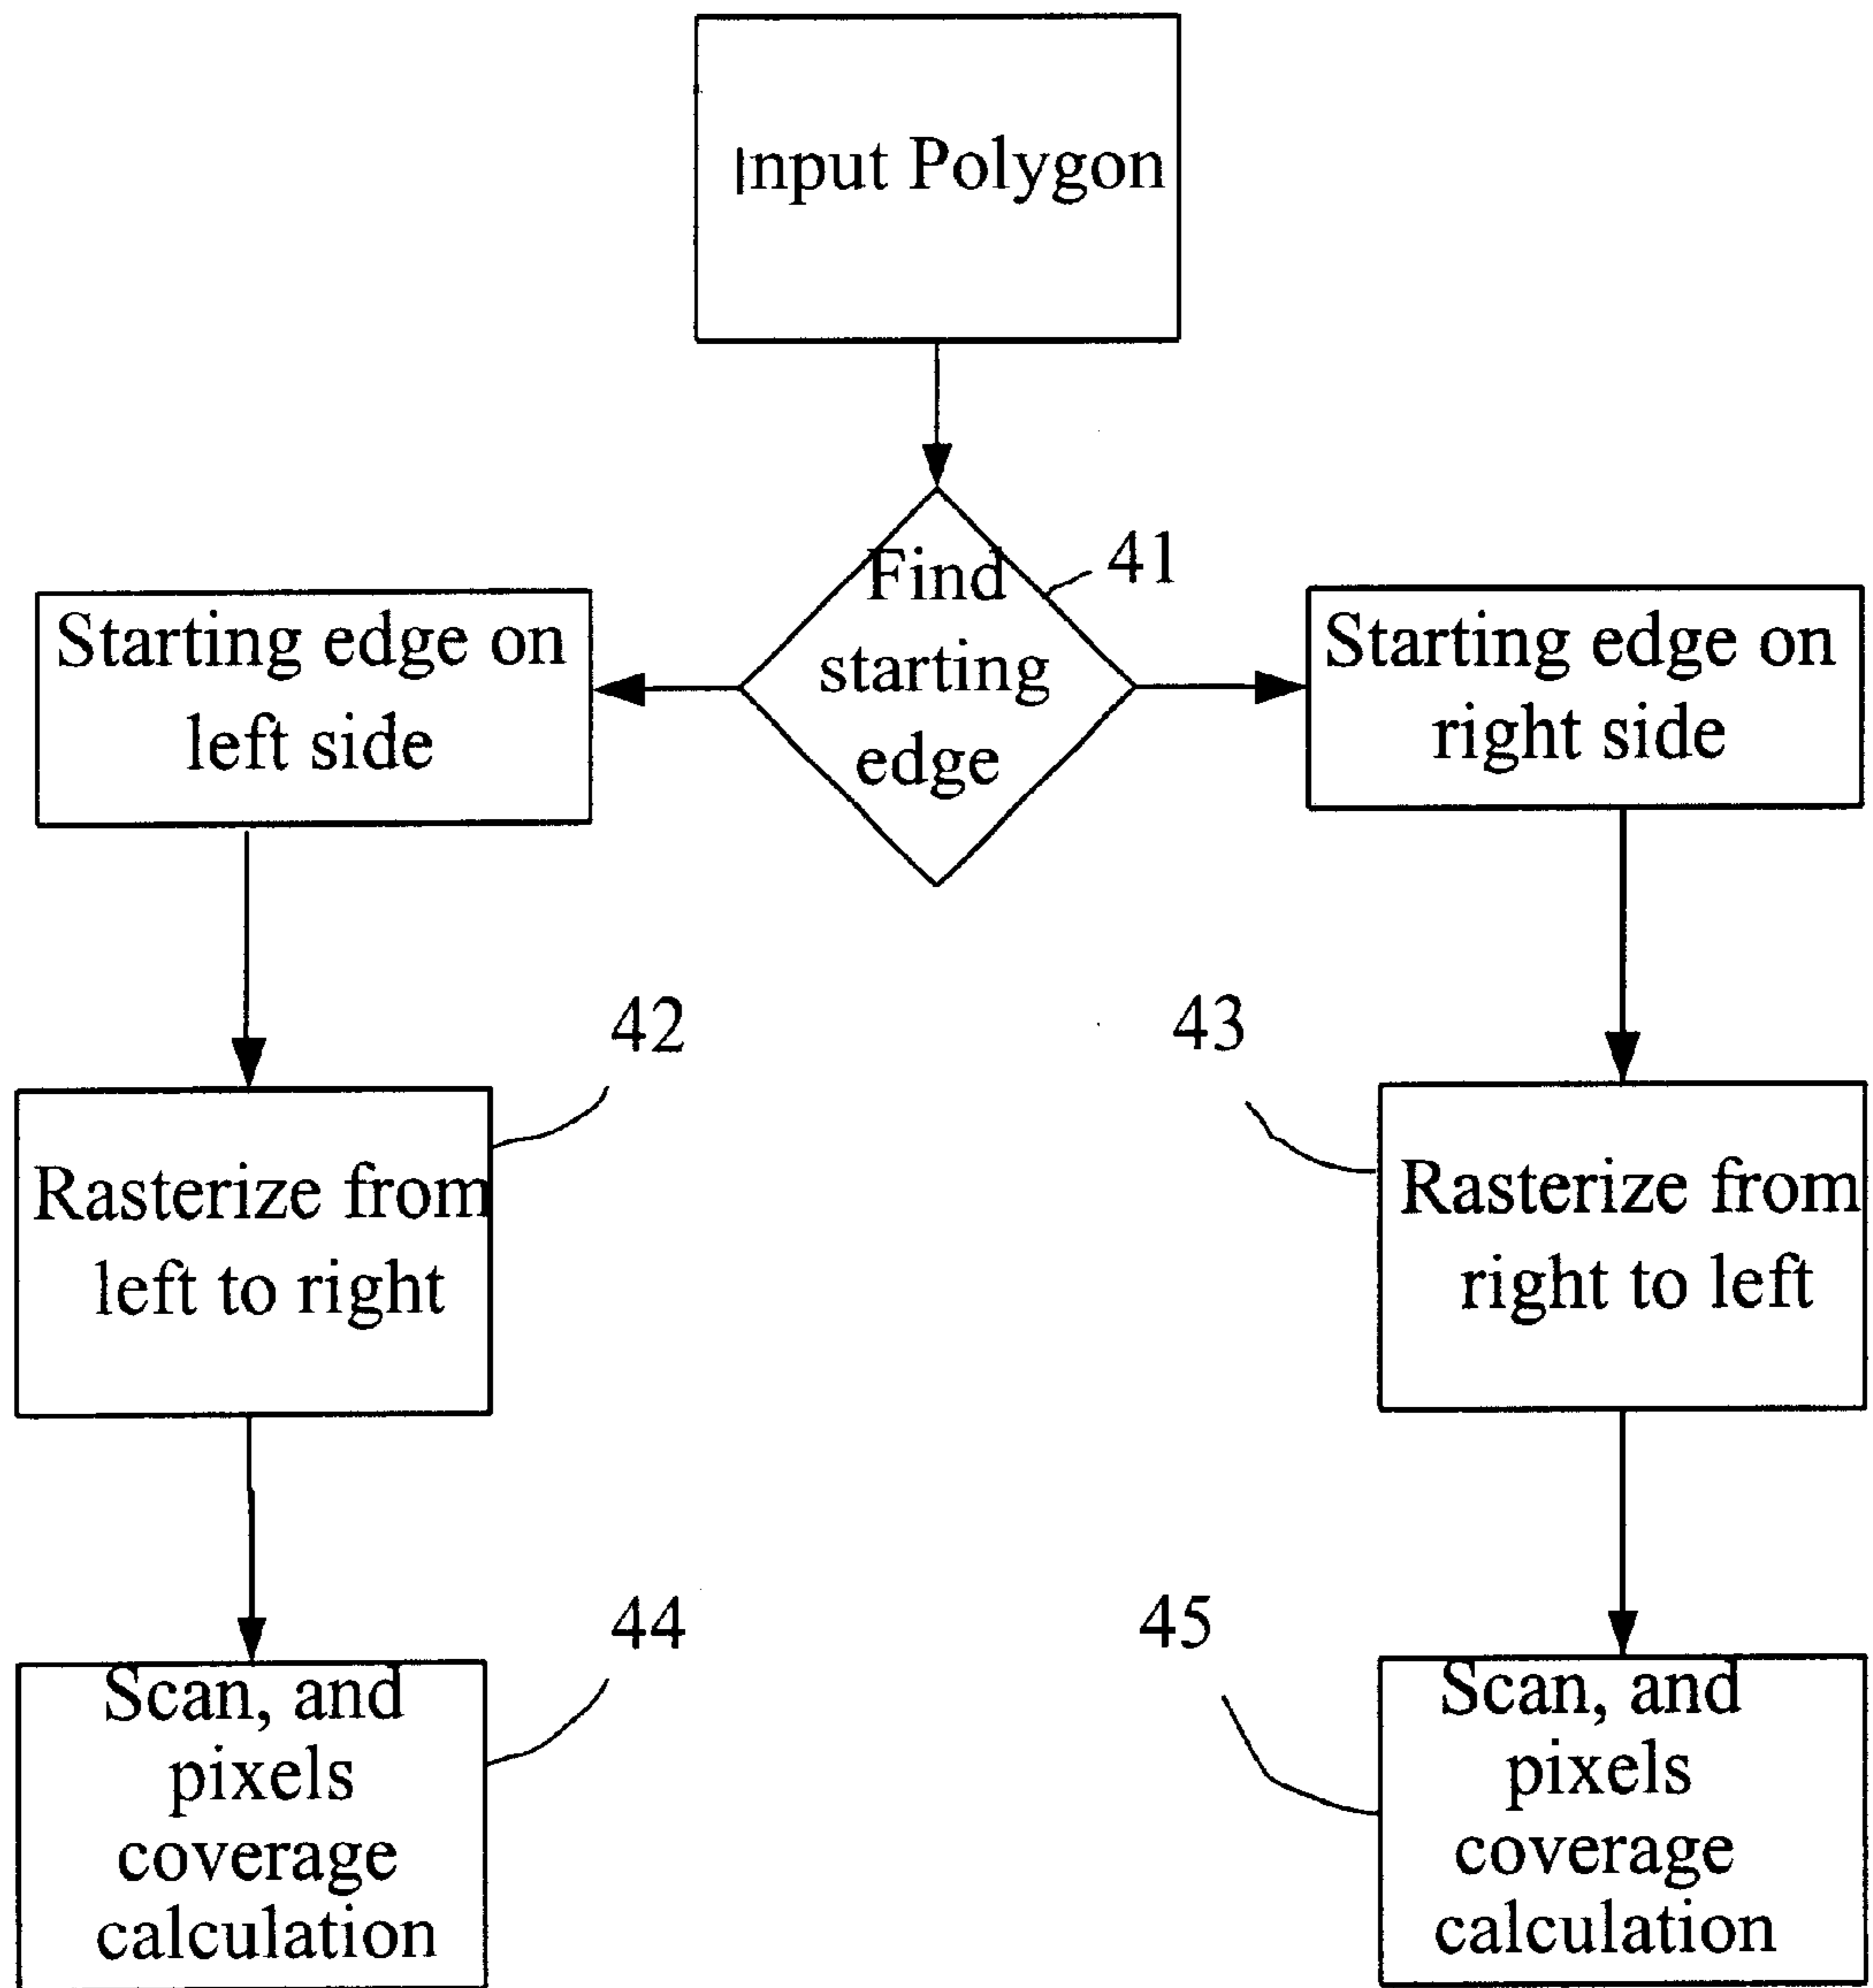 Input Polygon
Find
starting
edge
41
Starting edge on
left side
Starting edge on
right side
42
43
Rasterize from
left to right
Rasterize from
right to left
44
45
Scan, and
pixels
coverage
calculation
Scan, and
pixels
coverage
calculation